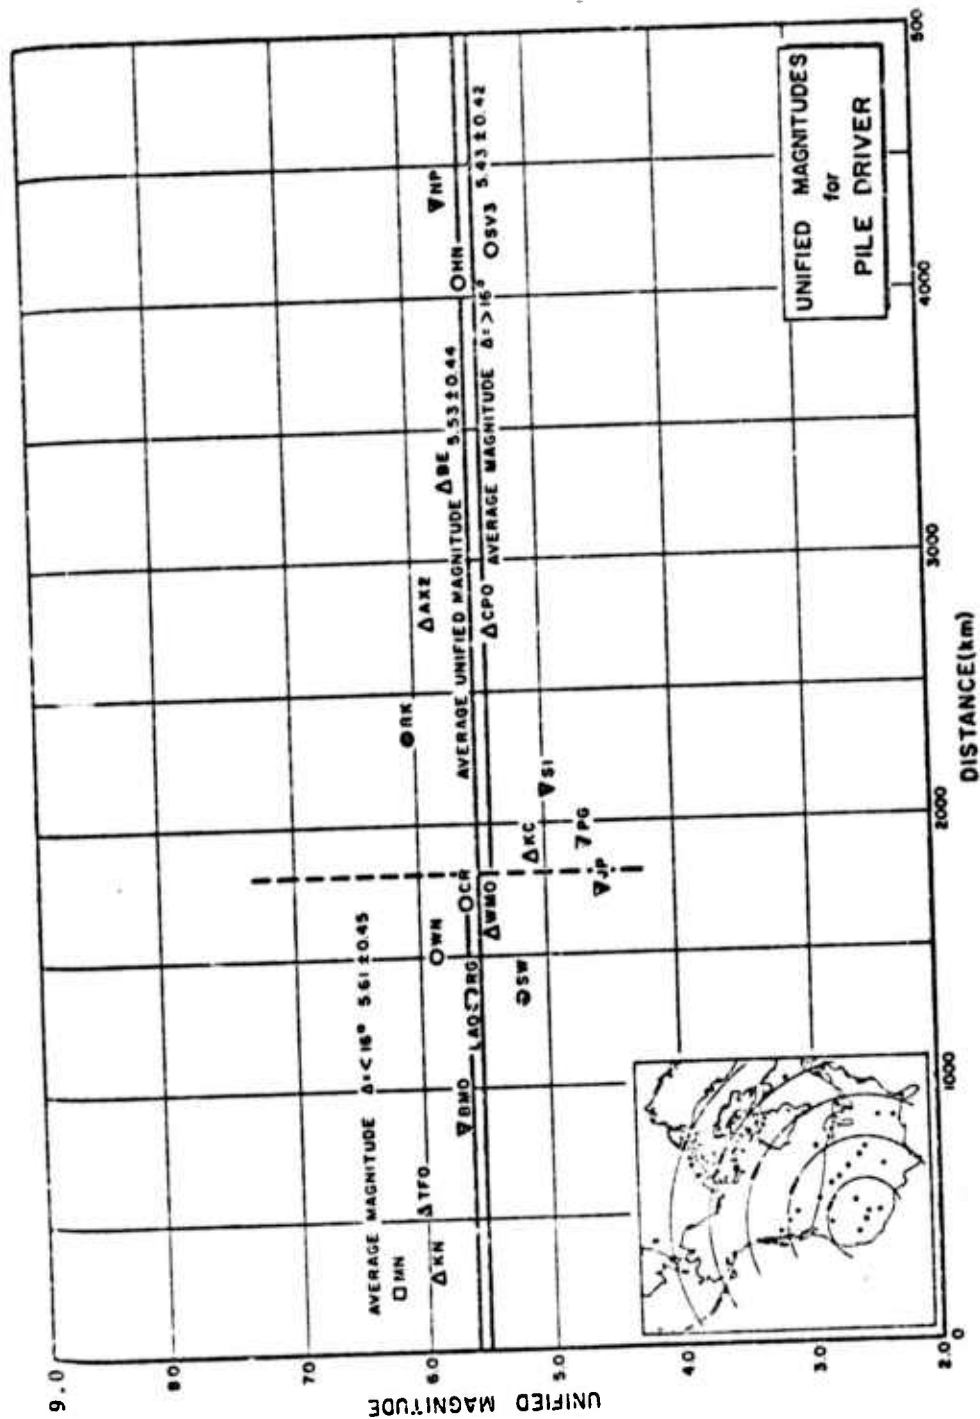 UNIFIED MAGNITUDES
for
PILE DRIVER
UNIFIED MAGNITUDE
9.0
8.0
7.0
6.0
5.0
4.0
3.0
2.0
AVERAGE MAGNITUDE Δ=<16° 5.61±0.45
AVERAGE UNIFIED MAGNITUDE 5.53±0.44
AVERAGE MAGNITUDE Δ=>16° 5.43±0.42
MN
KN
TFO
BMO
LAO
RG
WN
SW
CR
WMO
JP
KC
PG
SI
RK
AX2
CPO
BE
HN
SV3
NP
0
1000
2000
3000
4000
500
DISTANCE(km)